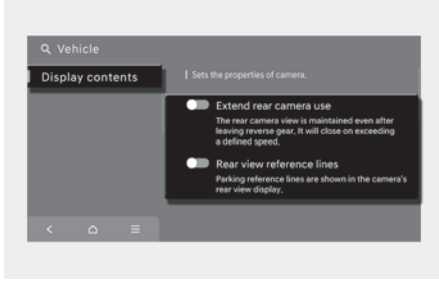 Vehicle
Display contents
Sets the properties of camera.
Extend rear camera use
The rear camera view is maintained even after
leaving reverse gear. It will close on exceeding
a defined speed.
Rear view reference lines
Parking reference lines are shown in the camera's
rear view display.